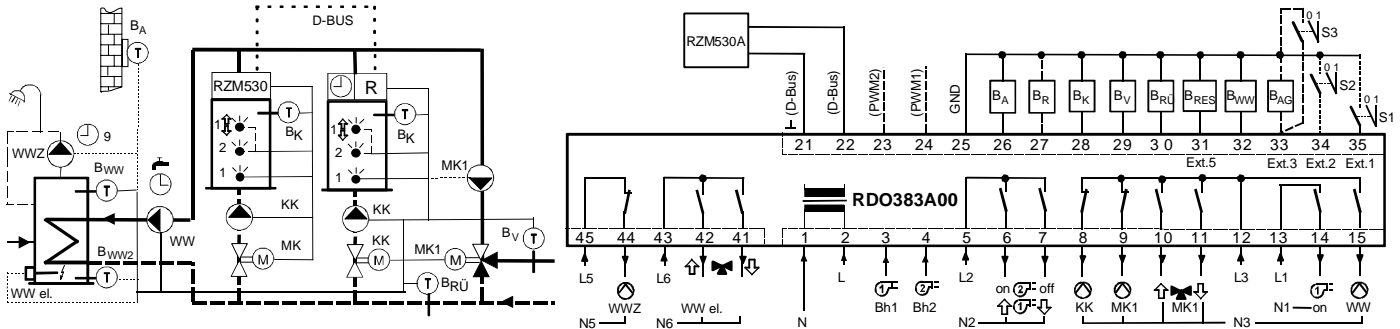 D-BUS
B_A
T
RZM530
R
T
B_K
T
B_K
1
2
1
1
2
1
9
WWZ
B_WW
T
MK1
KK
KK
WW
B_V
T
B_WW2
T
MK
M
KK
M
MK1
M
T
B_RÜ
WW el.
RZM530A
(D-Bus) (D-Bus) (PWM2) (PWM1) GND
B_A B_R B_K B_V B_RÜ B_RES B_WW B_AG
0 1 S3
0 1 S2
0 1 S1
21 22 23 24 25 26 27 28 29 30 31 32 33 34 35
Ext.5 Ext.3 Ext.2 Ext.1
RDO383A00
45 44 43 42 41 1 2 3 4 5 6 7 8 9 10 11 12 13 14 15
L5 L6 L L2 L3 L1
1 2 on 2 off 1
1
WWZ WW el. Bh1 Bh2 KK MK1 MK1 on WW
N5 N6 N N2 N1 N3